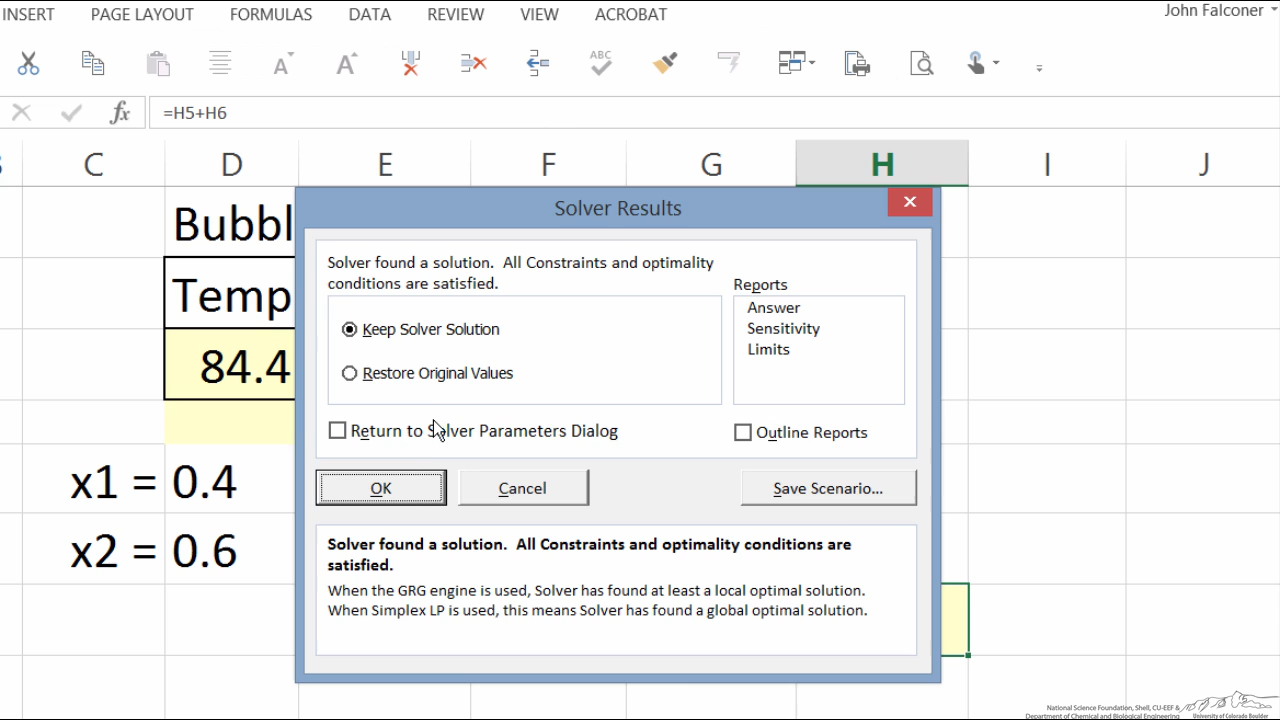 INSERT PAGE LAYOUT FORMULAS DATA REVIEW VIEW ACROBAT John Falconer
A A ABC
fx =H5+H6
C D E F G H I J
Bubbl
Temp
84.4
x1 = 0.4
x2 = 0.6
Solver Results
Solver found a solution. All Constraints and optimality
conditions are satisfied.
Keep Solver Solution
Restore Original Values
Reports
Answer
Sensitivity
Limits
Return to Solver Parameters Dialog
Outline Reports
OK Cancel Save Scenario...
Solver found a solution. All Constraints and optimality conditions are
satisfied.
When the GRG engine is used, Solver has found at least a local optimal solution.
When Simplex LP is used, this means Solver has found a global optimal solution.
National Science Foundation, Shell, CU-EEF &
Department of Chemical and Biological Engineering
University of Colorado Boulder